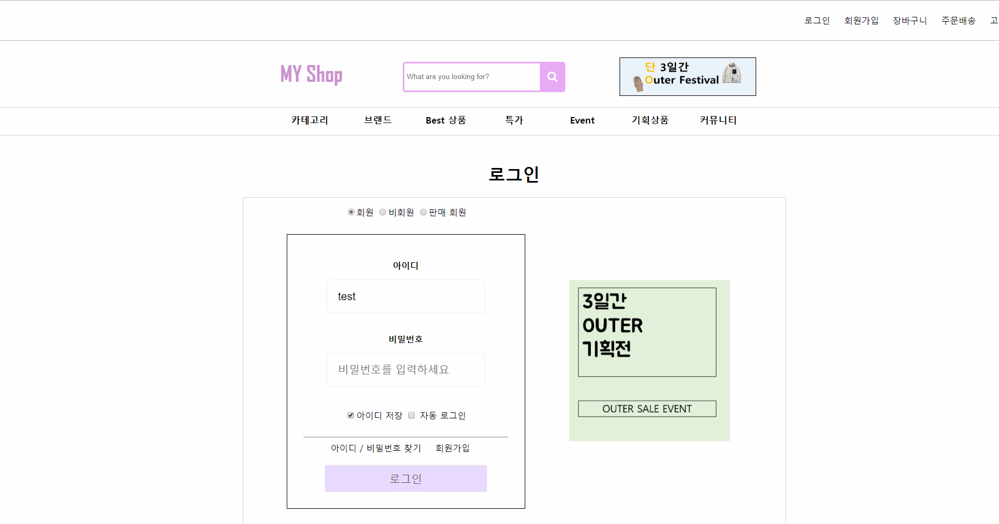 로그인 회원가입 장바구니 주문배송 고
MY Shop
What are you looking for?
단 3일간
Outer Festival
카테고리 브랜드 Best 상품 특가 Event 기획상품 커뮤니티
로그인
회원 비회원 판매 회원
아이디
test
비밀번호
비밀번호를 입력하세요
아이디 저장 자동 로그인
아이디 / 비밀번호 찾기 회원가입
로그인
3일간
OUTER
기획전
OUTER SALE EVENT